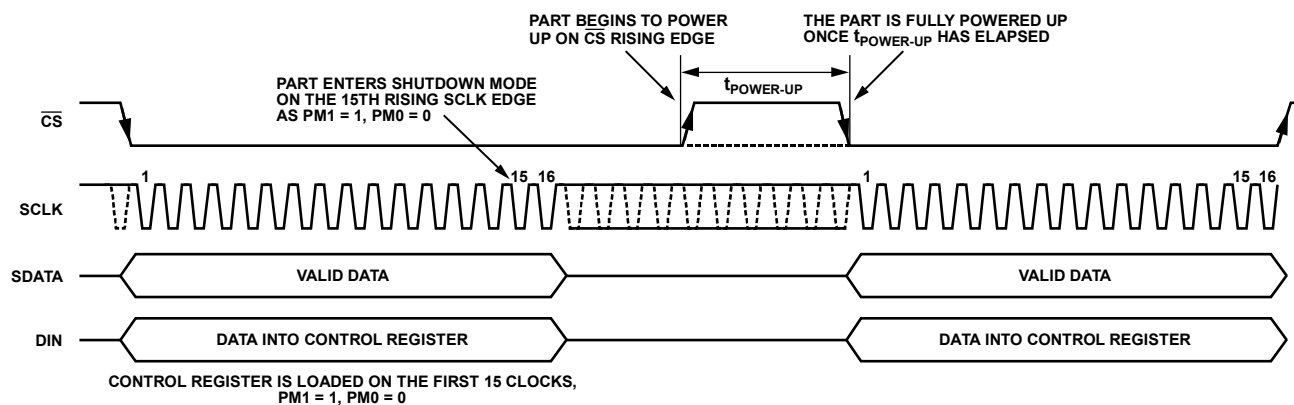 PART BEGINS TO POWER
UP ON CS RISING EDGE
THE PART IS FULLY POWERED UP
ONCE tPOWER-UP HAS ELAPSED
PART ENTERS SHUTDOWN MODE
ON THE 15TH RISING SCLK EDGE
AS PM1 = 1, PM0 = 0
tPOWER-UP
CS
1 15 16 1 15 16
SCLK
SDATA VALID DATA VALID DATA
DIN DATA INTO CONTROL REGISTER DATA INTO CONTROL REGISTER
CONTROL REGISTER IS LOADED ON THE FIRST 15 CLOCKS,
PM1 = 1, PM0 = 0